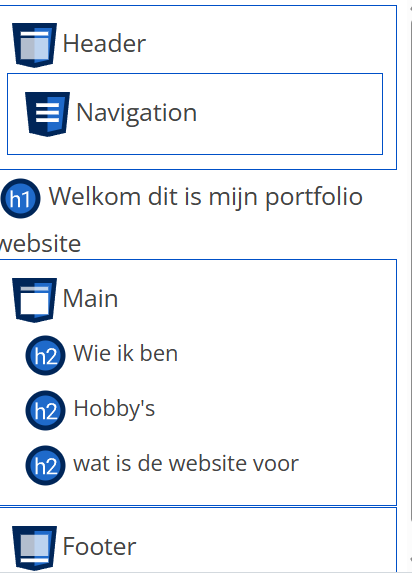 Header
Navigation
h1 Welkom dit is mijn portfolio
website
Main
h2 Wie ik ben
h2 Hobby's
h2 wat is de website voor
Footer